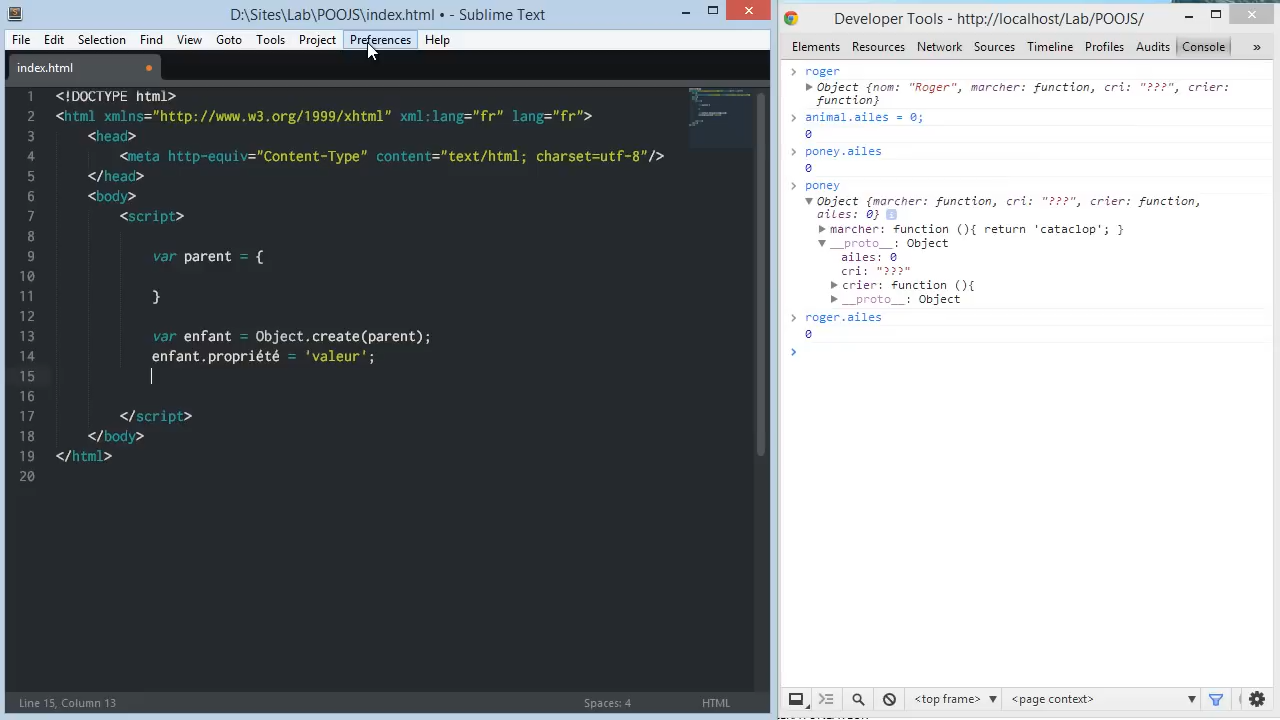 D:\Sites\Lab\POOJS\index.html • - Sublime Text
File Edit Selection Find View Goto Tools Project Preferences Help
index.html
1 <!DOCTYPE html>
2 <html xmlns="http://www.w3.org/1999/xhtml" xml:lang="fr" lang="fr">
3 <head>
4 <meta http-equiv="Content-Type" content="text/html; charset=utf-8"/>
5 </head>
6 <body>
7 <script>
8
9 var parent = {
10
11 }
12
13 var enfant = Object.create(parent);
14 enfant.propriété = 'valeur';
15
16
17 </script>
18 </body>
19 </html>
20
Line 15, Column 13 Spaces: 4 HTML
Developer Tools - http://localhost/Lab/POOJS/
Elements Resources Network Sources Timeline Profiles Audits Console »
roger
Object {nom: "Roger", marcher: function, cri: "???", crier:
function}
animal.ailes = 0;
0
poney.ailes
0
poney
Object {marcher: function, cri: "???", crier: function,
ailes: 0}
marcher: function (){ return 'cataclop'; }
__proto__: Object
ailes: 0
cri: "???"
crier: function (){
__proto__: Object
roger.ailes
0
<top frame> <page context>